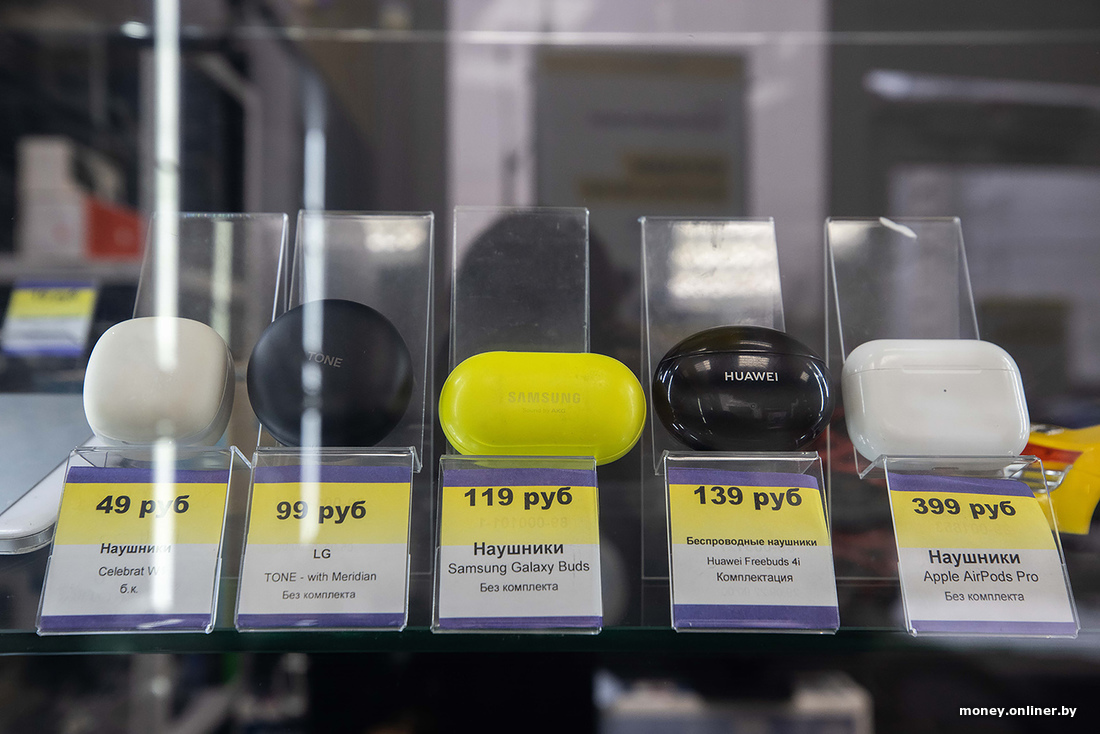 TONE
SAMSUNG
HUAWEI
49 руб
Наушники
Celebrat W
б.к.
99 руб
LG
TONE - with Meridian
Без комплекта
119 руб
Наушники
Samsung Galaxy Buds
Без комплекта
139 руб
Беспроводные наушники
Huawei Freebuds 4i
Комплектация
399 руб
Наушники
Apple AirPods Pro
Без комплекта
money.onliner.by